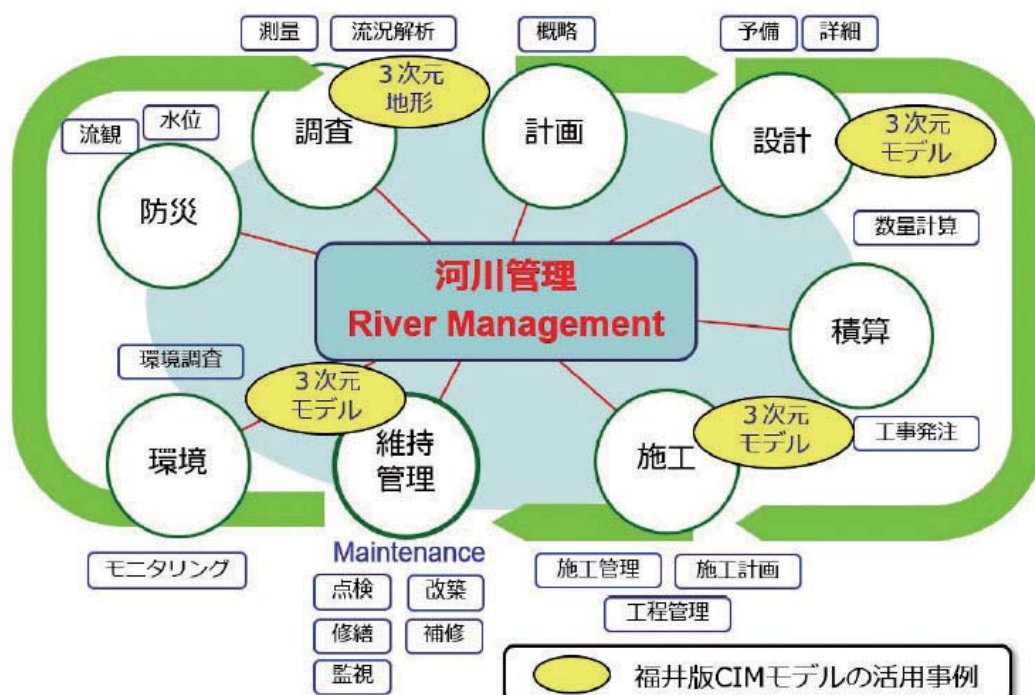 測量
流況解析
概略
予備
詳細
3次元
地形
調査
計画
設計
3次元
モデル
流観
水位
防災
数量計算
河川管理
River Management
積算
環境調査
3次元
モデル
3次元
モデル
工事発注
環境
維持
管理
施工
モニタリング
Maintenance
点検
改築
修繕
補修
監視
施工管理
施工計画
工程管理
福井版CIMモデルの活用事例